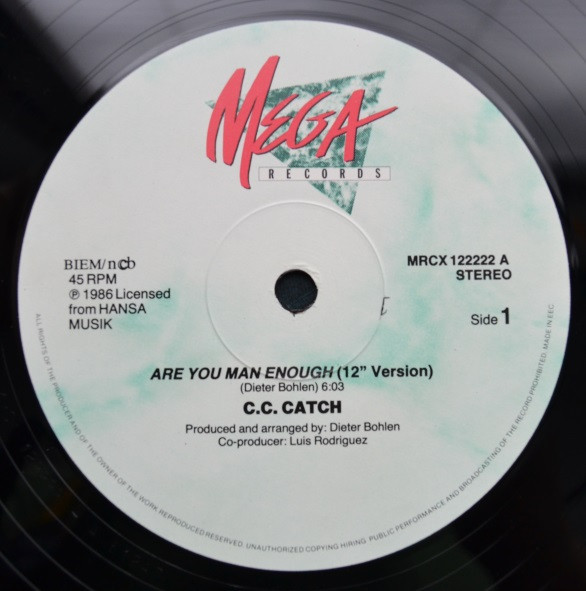 MEGA
RECORDS
BIEM/ncb
45 RPM
℗ 1986 Licensed
from HANSA
MUSIK
MRCX 122222 A
STEREO
Side 1
ARE YOU MAN ENOUGH (12” Version)
(Dieter Bohlen) 6:03
C.C. CATCH
Produced and arranged by: Dieter Bohlen
Co-producer: Luis Rodriguez
ALL RIGHTS OF THE MANUFACTURER AND OF THE OWNER OF THE WORK REPRODUCED RESERVED. UNAUTHORIZED COPYING HIRING, PUBLIC PERFORMANCE AND BROADCASTING OF THE RECORD PROHIBITED. MADE IN EEC